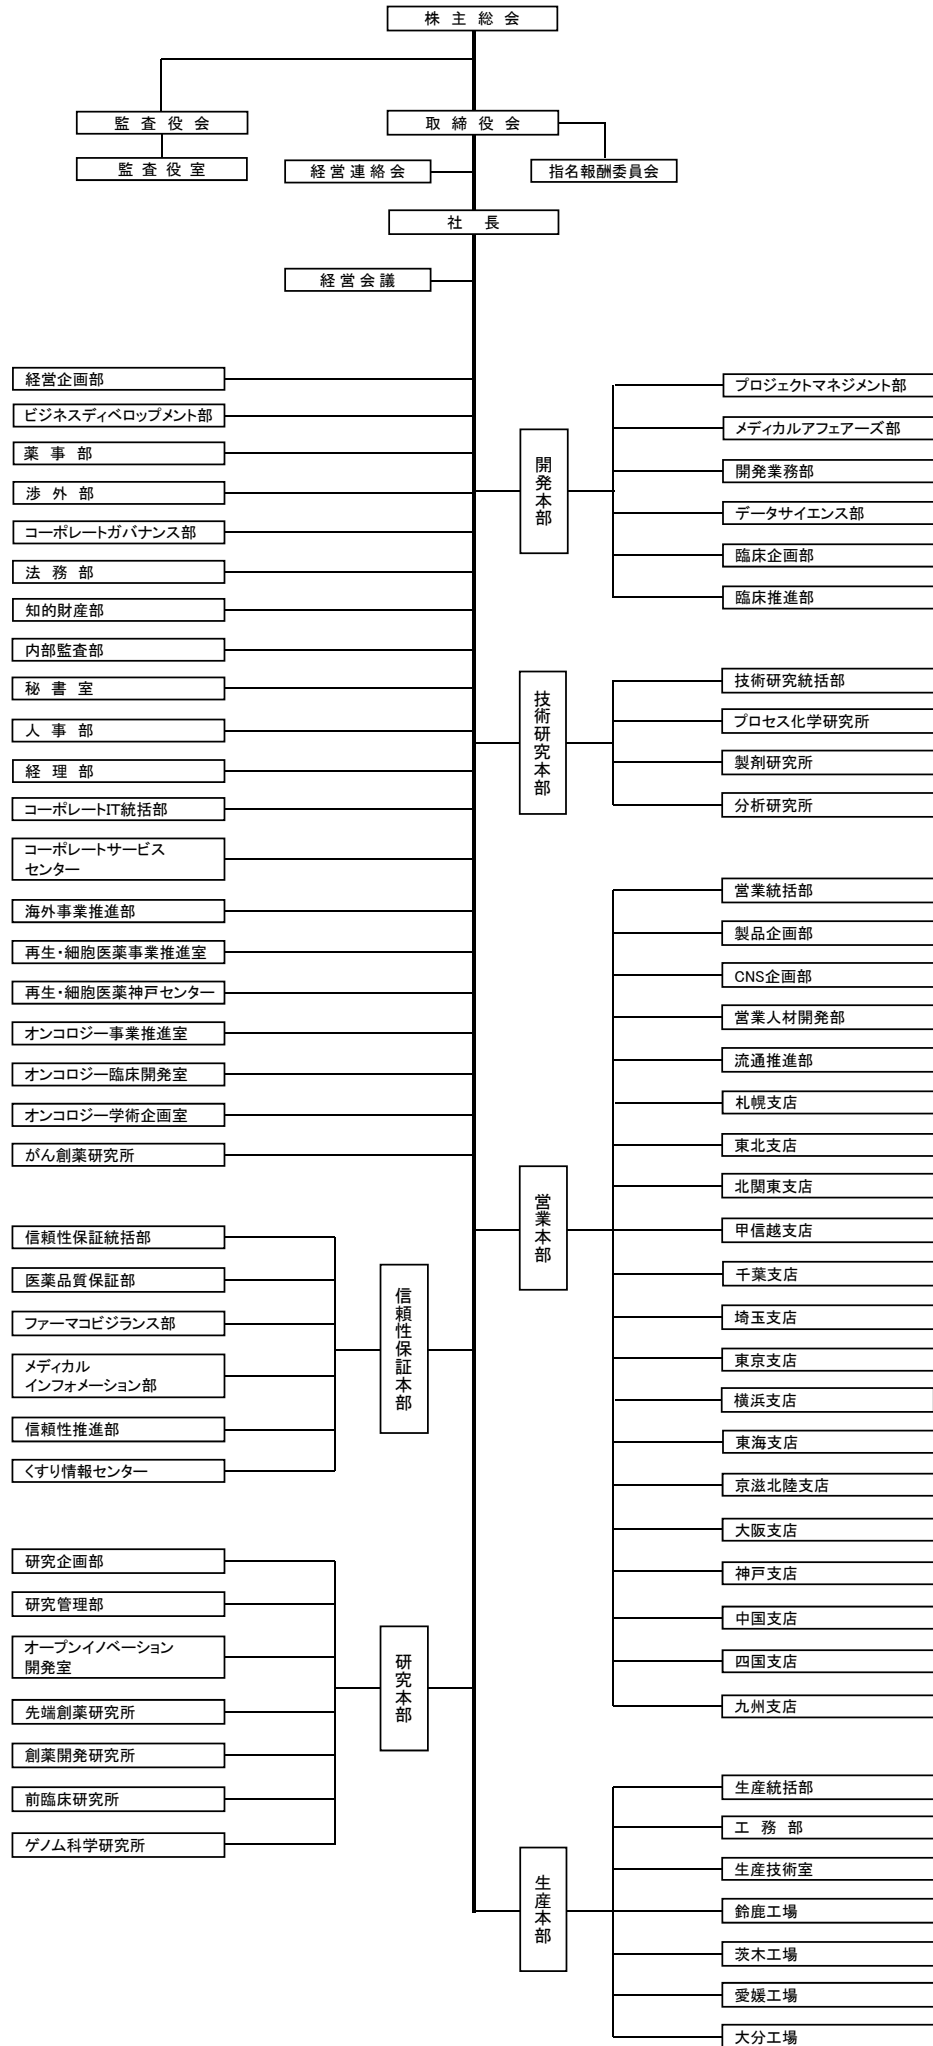 株 主 総 会
監 査 役 会
取 締 役 会
監 査 役 室
経 営 連 絡 会
指名報酬委員会
社 長
経 営 会 議
経営企画部
ビジネスディベロップメント部
薬 事 部
渉 外 部
コーポレートガバナンス部
法 務 部
知的財産部
内部監査部
秘 書 室
人 事 部
経 理 部
コーポレートIT統括部
コーポレートサービス
センター
海外事業推進部
再生・細胞医薬事業推進室
再生・細胞医薬神戸センター
オンコロジー事業推進室
オンコロジー臨床開発室
オンコロジー学術企画室
がん創薬研究所
信頼性保証本部
信頼性保証統括部
医薬品質保証部
ファーマコビジランス部
メディカル
インフォメーション部
信頼性推進部
くすり情報センター
研究本部
研究企画部
研究管理部
オープンイノベーション
開発室
先端創薬研究所
創薬開発研究所
前臨床研究所
ゲノム科学研究所
開発本部
プロジェクトマネジメント部
メディカルアフェアーズ部
開発業務部
データサイエンス部
臨床企画部
臨床推進部
技術研究本部
技術研究統括部
プロセス化学研究所
製剤研究所
分析研究所
営業本部
営業統括部
製品企画部
CNS企画部
営業人材開発部
流通推進部
札幌支店
東北支店
北関東支店
甲信越支店
千葉支店
埼玉支店
東京支店
横浜支店
東海支店
京滋北陸支店
大阪支店
神戸支店
中国支店
四国支店
九州支店
生産本部
生産統括部
工 務 部
生産技術室
鈴鹿工場
茨木工場
愛媛工場
大分工場